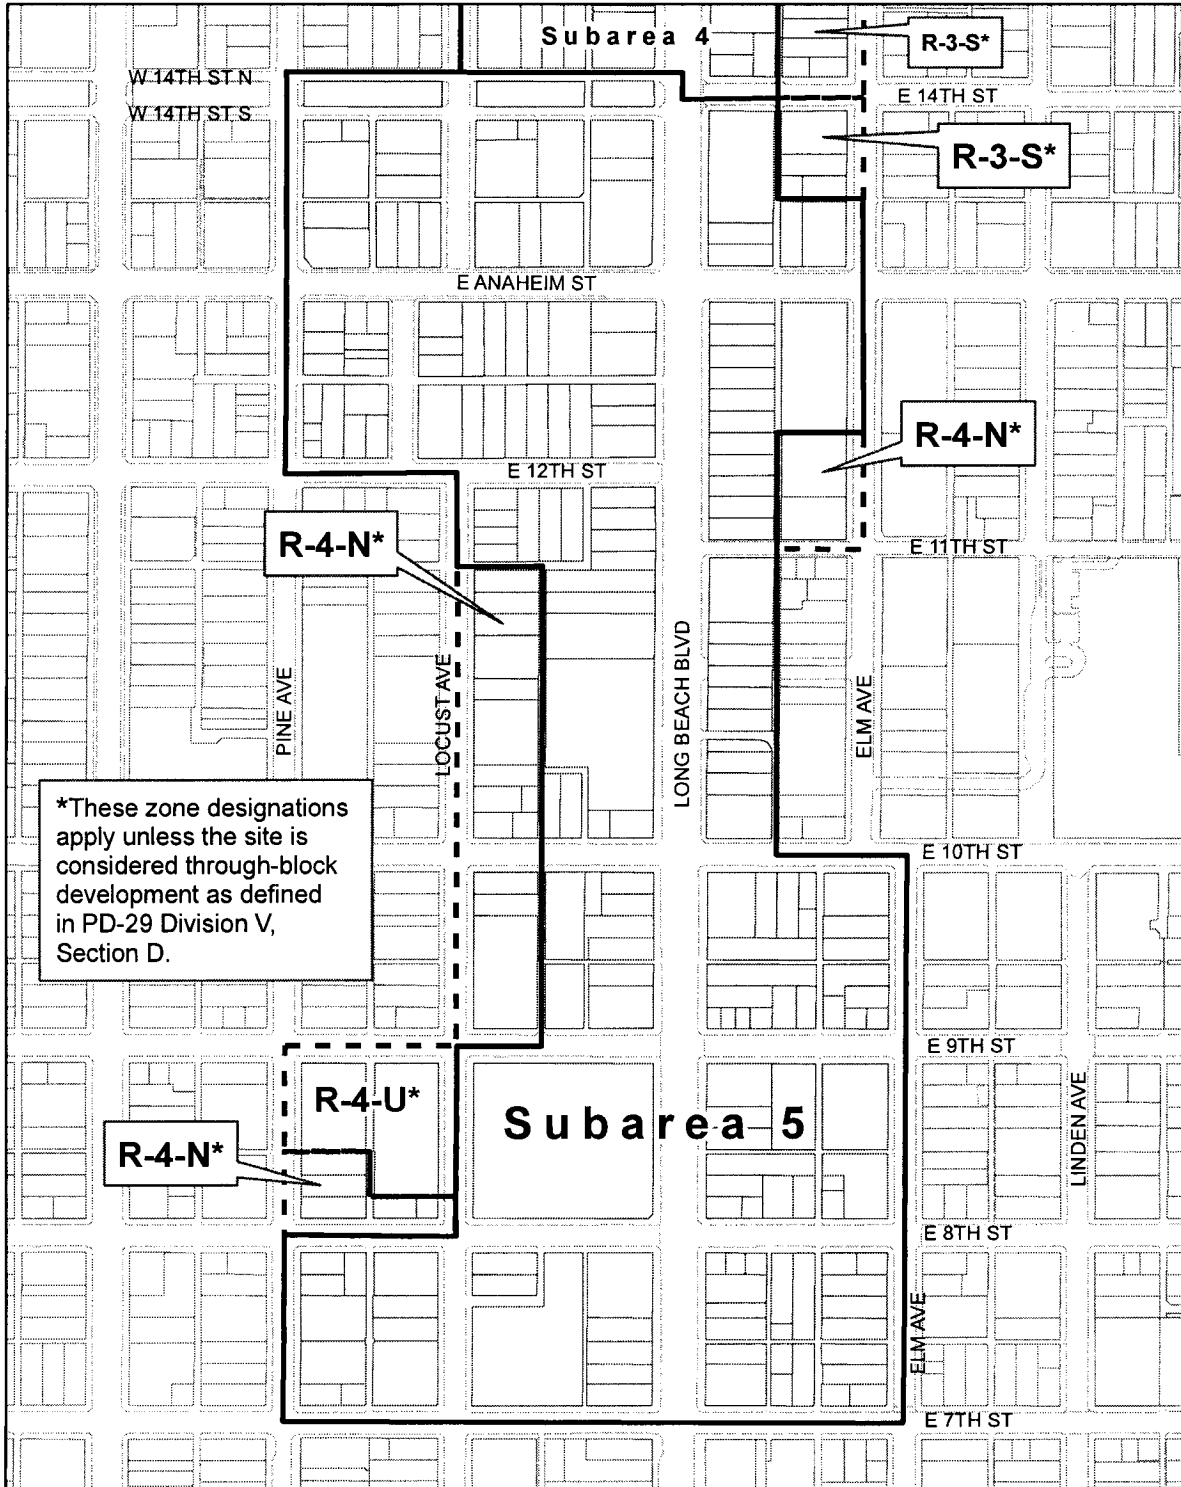 Subarea 4
R-3-S*
W 14TH ST N
E 14TH ST
W 14TH ST S
R-3-S*
E ANAHEIM ST
R-4-N*
E 12TH ST
R-4-N*
E 11TH ST
PINE AVE
LOCUST AVE
LONG BEACH BLVD
ELM AVE
*These zone designations
apply unless the site is
considered through-block
development as defined
in PD-29 Division V,
Section D.
E 10TH ST
E 9TH ST
R-4-U*
Subarea 5
LINDEN AVE
R-4-N*
E 8TH ST
ELM AVE
E 7TH ST